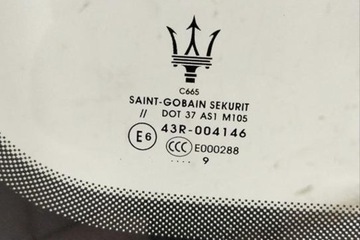 C665
SAINT-GOBAIN SEKURIT
// DOT 37 AS1 M105
E6 43R-004146
CCC E000288
.... 9